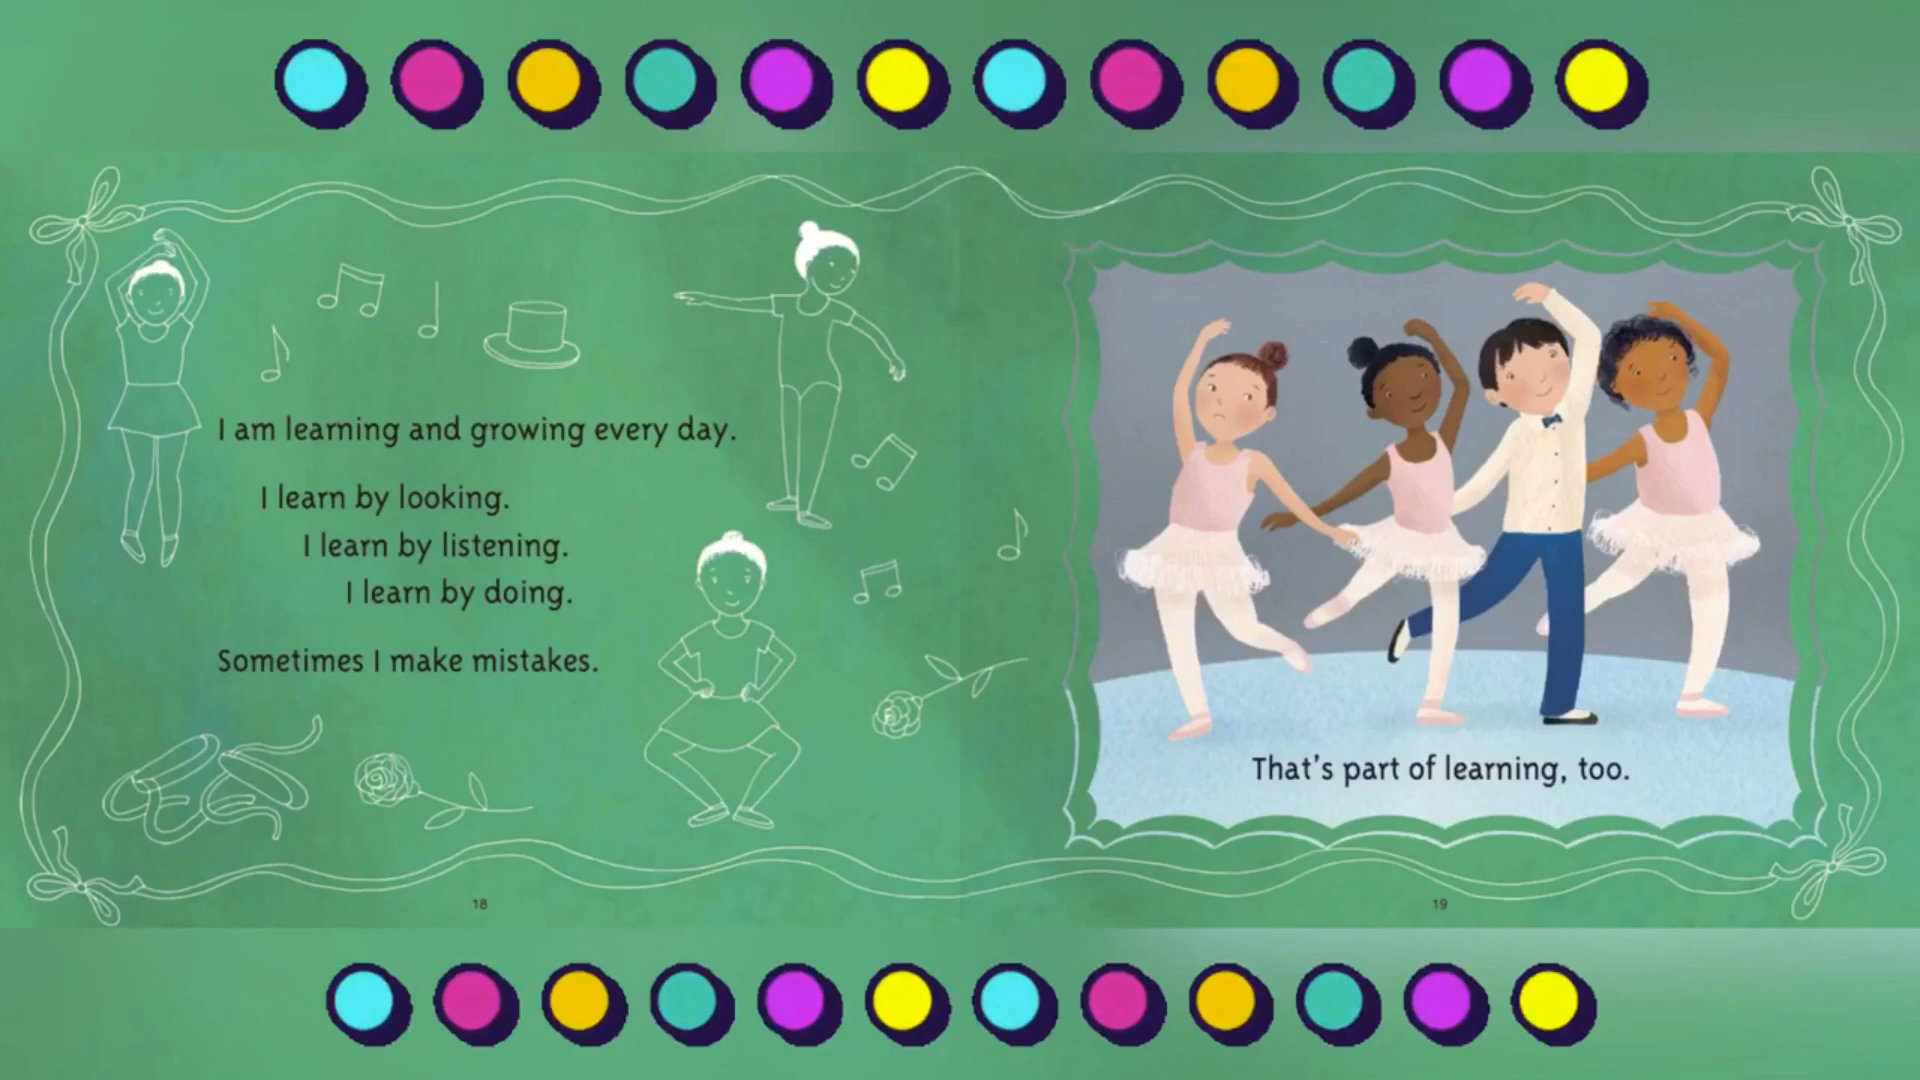 I am learning and growing every day.
I learn by looking.
I learn by listening.
I learn by doing.
Sometimes I make mistakes.
18
That's part of learning, too.
19